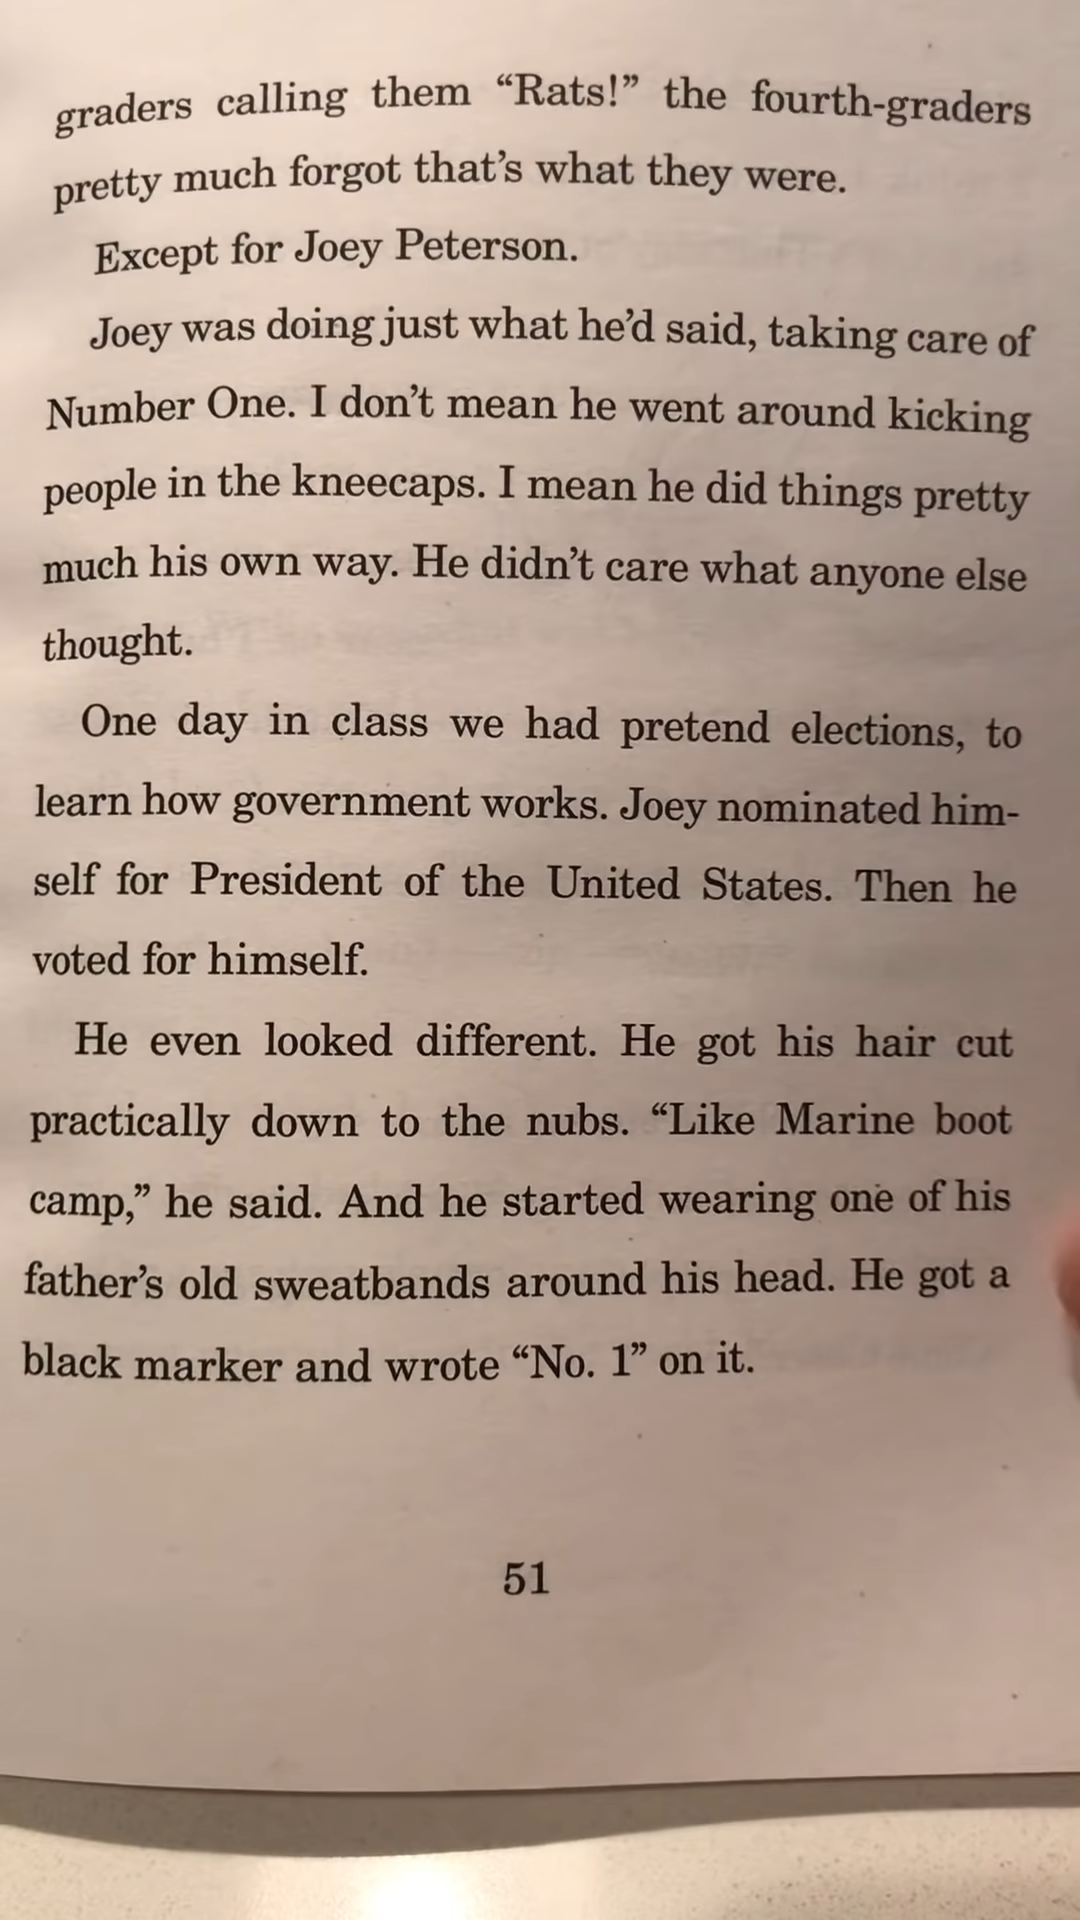 graders calling them “Rats!” the fourth-graders
pretty much forgot that’s what they were.
Except for Joey Peterson.
Joey was doing just what he’d said, taking care of
Number One. I don’t mean he went around kicking
people in the kneecaps. I mean he did things pretty
much his own way. He didn’t care what anyone else
thought.
One day in class we had pretend elections, to
learn how government works. Joey nominated him-
self for President of the United States. Then he
voted for himself.
He even looked different. He got his hair cut
practically down to the nubs. “Like Marine boot
camp,” he said. And he started wearing one of his
father’s old sweatbands around his head. He got a
black marker and wrote “No. 1” on it.
51